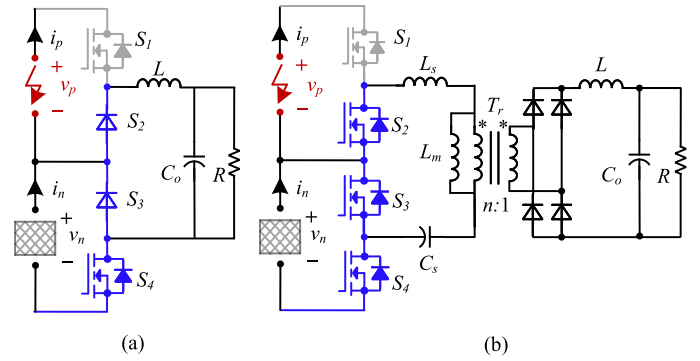 i_p
S_1
+
v_p
−
L
S_2
i_n
C_o
R
S_3
+
v_n
−
S_4
(a)
i_p
S_1
+
v_p
−
L_s
L
S_2
T_r
* *
L_m
i_n
C_o
R
S_3
n:1
+
v_n
−
C_s
S_4
(b)